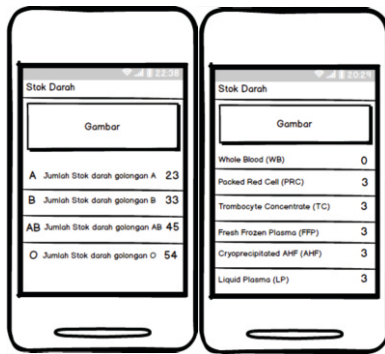 22:38
Stok Darah
Gambar
A Jumlah Stok darah golongan A 23
B Jumlah Stok darah golongan B 33
AB Jumlah Stok darah golongan AB 45
O Jumlah Stok darah golongan O 54
20:29
Stok Darah
Gambar
Whole Blood (WB) 0
Packed Red Cell (PRC) 3
Trombocyte Concentrate (TC) 3
Fresh Frozen Plasma (FFP) 3
Cryoprecipitated AHF (AHF) 3
Liquid Plasma (LP) 3